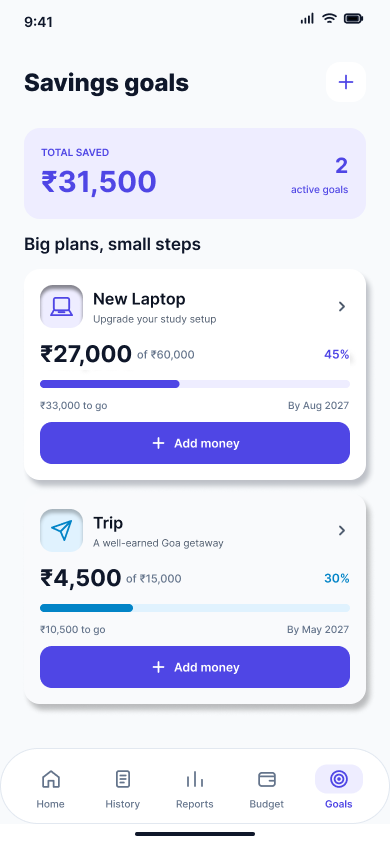 9:41
Savings goals
TOTAL SAVED
₹31,500
2
active goals
Big plans, small steps
New Laptop
Upgrade your study setup
₹27,000 of ₹60,000
45%
₹33,000 to go
By Aug 2027
Add money
Trip
A well-earned Goa getaway
₹4,500 of ₹15,000
30%
₹10,500 to go
By May 2027
Add money
Home
History
Reports
Budget
Goals